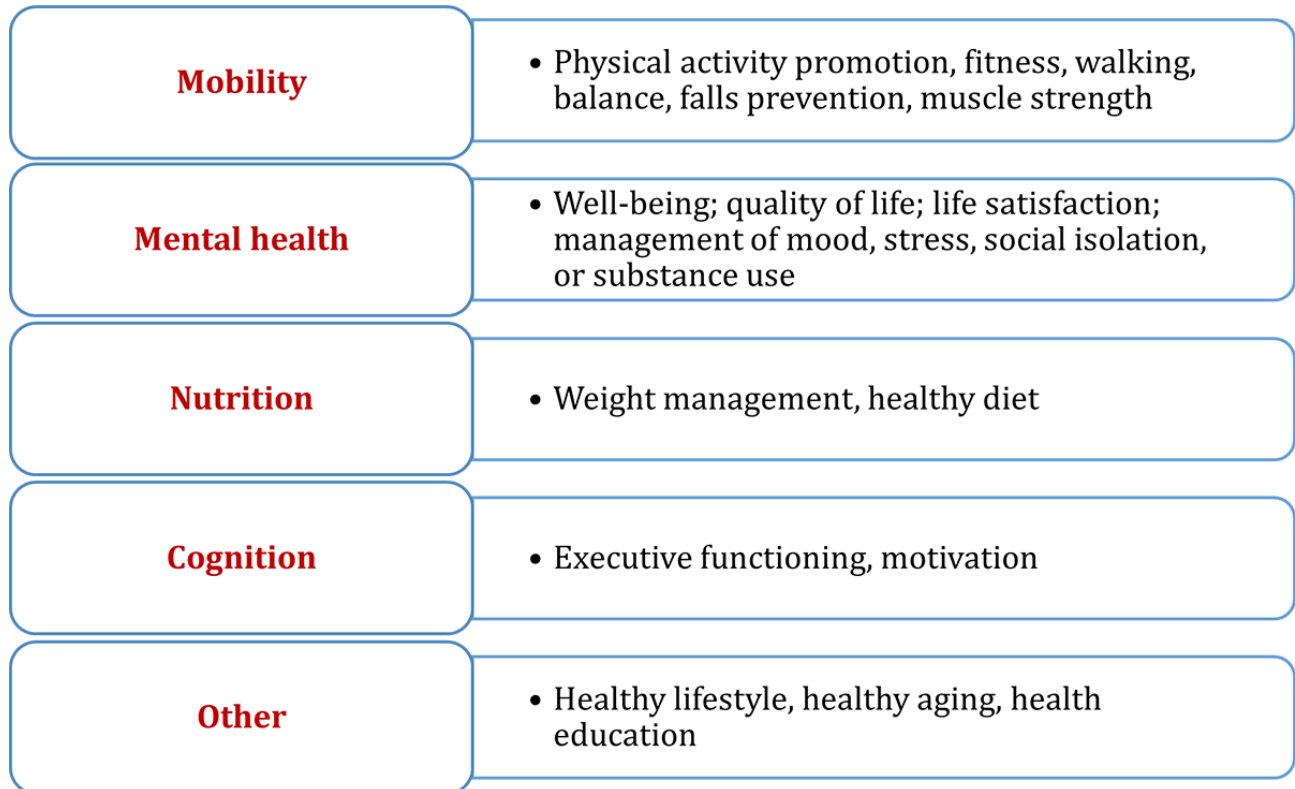 Mobility
• Physical activity promotion, fitness, walking,
balance, falls prevention, muscle strength
Mental health
• Well-being; quality of life; life satisfaction;
management of mood, stress, social isolation,
or substance use
Nutrition
• Weight management, healthy diet
Cognition
• Executive functioning, motivation
Other
• Healthy lifestyle, healthy aging, health
education